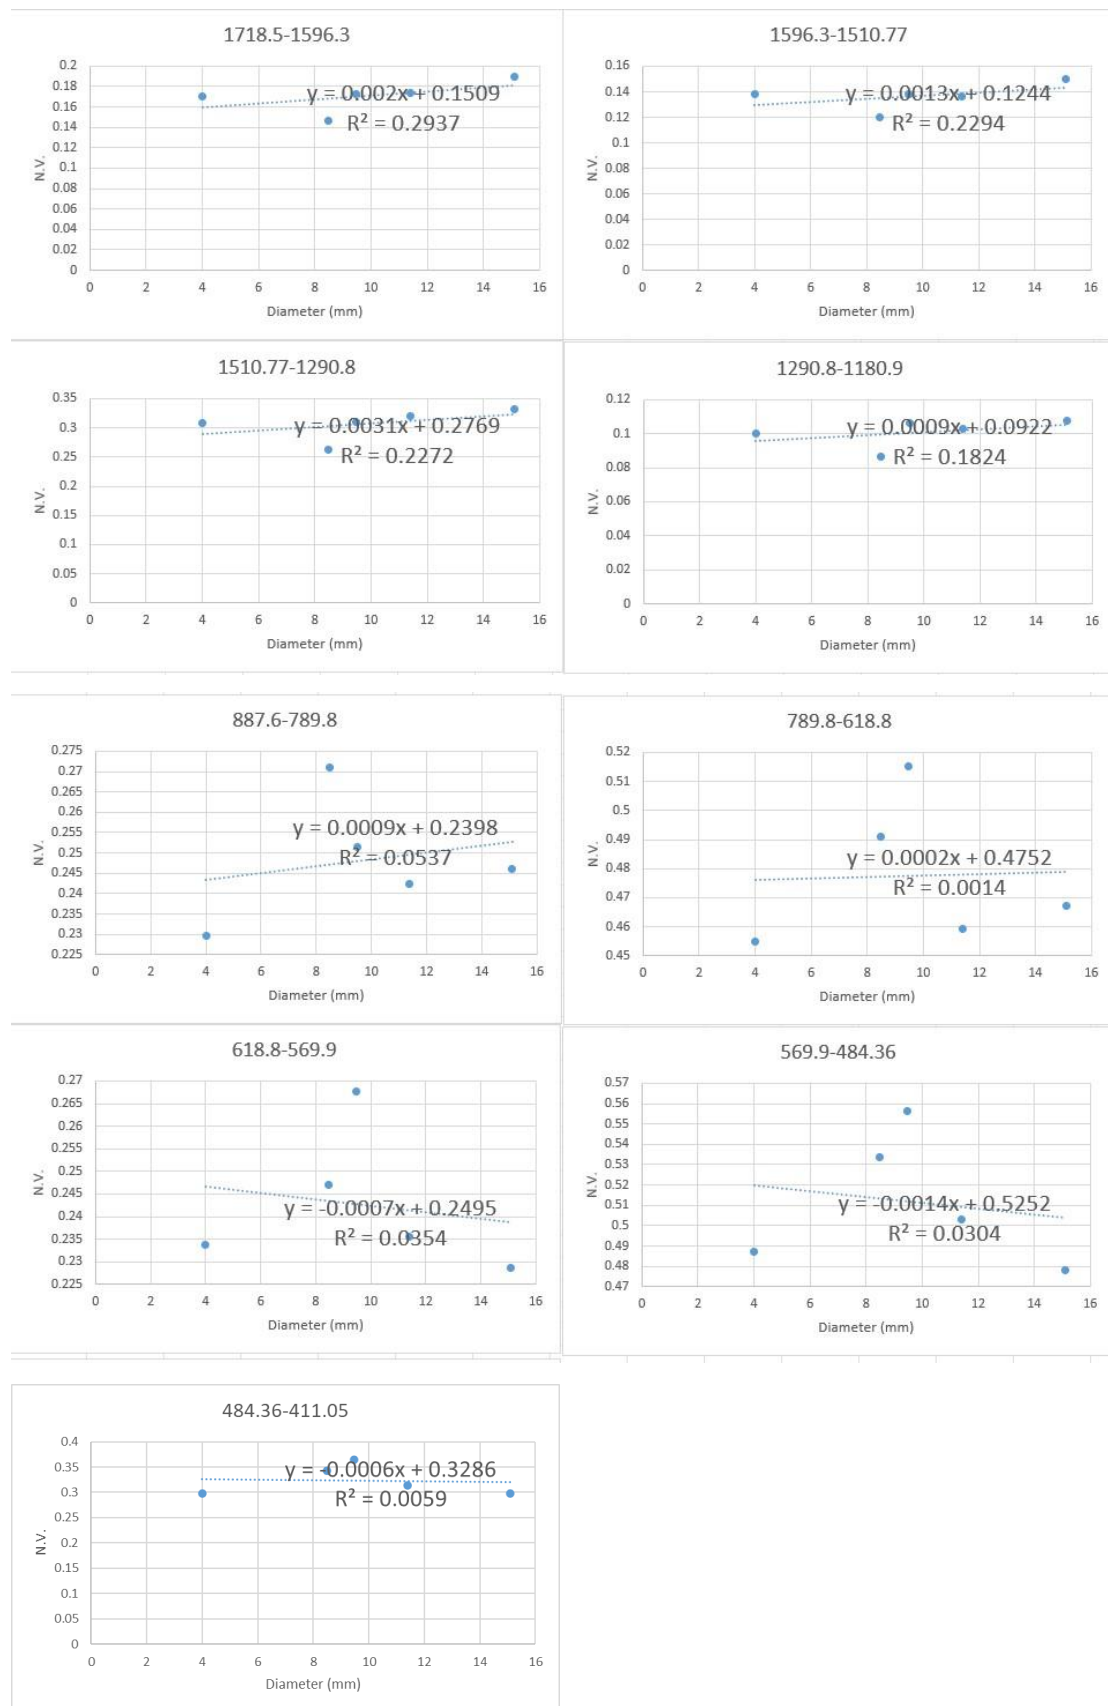 1718.5-1596.3
0.2
0.18
0.16
0.14
0.12
0.1
0.08
0.06
0.04
0.02
0
N.V.
y = 0.002x + 0.1509
R² = 0.2937
0 2 4 6 8 10 12 14 16
Diameter (mm)
1596.3-1510.77
0.16
0.14
0.12
0.1
0.08
0.06
0.04
0.02
0
N.V.
y = 0.0013x + 0.1244
R² = 0.2294
0 2 4 6 8 10 12 14 16
Diameter (mm)
1510.77-1290.8
0.35
0.3
0.25
0.2
0.15
0.1
0.05
0
N.V.
y = 0.0031x + 0.2769
R² = 0.2272
0 2 4 6 8 10 12 14 16
Diameter (mm)
1290.8-1180.9
0.12
0.1
0.08
0.06
0.04
0.02
0
N.V.
y = 0.0009x + 0.0922
R² = 0.1824
0 2 4 6 8 10 12 14 16
Diameter (mm)
887.6-789.8
0.275
0.27
0.265
0.26
0.255
0.25
0.245
0.24
0.235
0.23
0.225
N.V.
y = 0.0009x + 0.2398
R² = 0.0537
0 2 4 6 8 10 12 14 16
Diameter (mm)
789.8-618.8
0.52
0.51
0.5
0.49
0.48
0.47
0.46
0.45
N.V.
y = 0.0002x + 0.4752
R² = 0.0014
0 2 4 6 8 10 12 14 16
Diameter (mm)
618.8-569.9
0.27
0.265
0.26
0.255
0.25
0.245
0.24
0.235
0.23
0.225
N.V.
y = -0.0007x + 0.2495
R² = 0.0354
0 2 4 6 8 10 12 14 16
Diameter (mm)
569.9-484.36
0.57
0.56
0.55
0.54
0.53
0.52
0.51
0.5
0.49
0.48
0.47
N.V.
y = -0.0014x + 0.5252
R² = 0.0304
0 2 4 6 8 10 12 14 16
Diameter (mm)
484.36-411.05
0.4
0.35
0.3
0.25
0.2
0.15
0.1
0.05
0
N.V.
y = -0.0006x + 0.3286
R² = 0.0059
0 2 4 6 8 10 12 14 16
Diameter (mm)